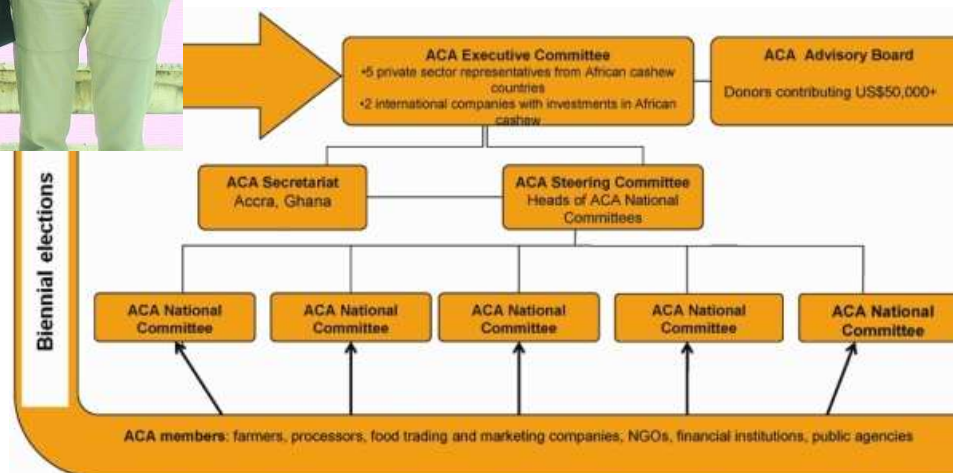 ACA Executive Committee
•5 private sector representatives from African cashew
countries
•2 international companies with investments in African
cashew
ACA Advisory Board
Donors contributing US$50,000+
ACA Secretariat
Accra, Ghana
ACA Steering Committee
Heads of ACA National
Committees
Biennial elections
ACA National
Committee
ACA National
Committee
ACA National
Committee
ACA National
Committee
ACA National
Committee
ACA members: farmers, processors, food trading and marketing companies, NGOs, financial institutions, public agencies